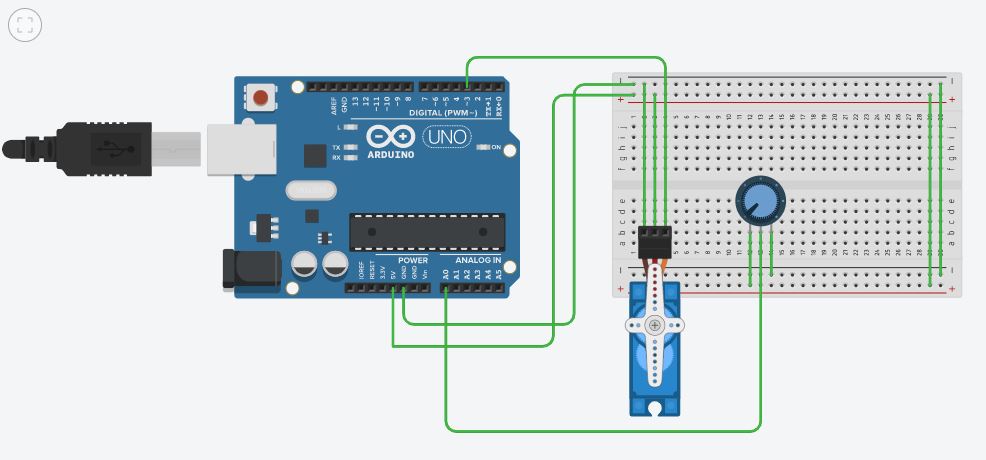 AREF
GND
13
12
~11
~10
~9
8
7
~6
~5
4
~3
2
TX→1
RX←0
DIGITAL (PWM~)
L
TX
RX
UNO
ON
ARDUINO
POWER
ANALOG IN
IOREF
RESET
3.3V
5V
GND
GND
Vin
A0
A1
A2
A3
A4
A5
− −
+ +
j j
i i
h h
g g
f f
e e
d d
c c
b b
a a
− −
+ +